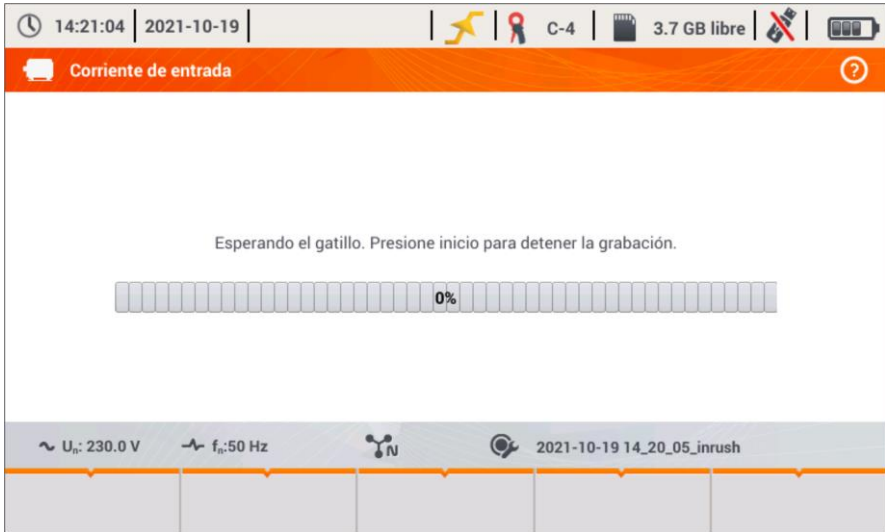 14:21:04 2021-10-19 C-4 3.7 GB libre
Corriente de entrada ?
Esperando el gatillo. Presione inicio para detener la grabación.
0%
Uₙ: 230.0 V fₙ:50 Hz N 2021-10-19 14_20_05_inrush